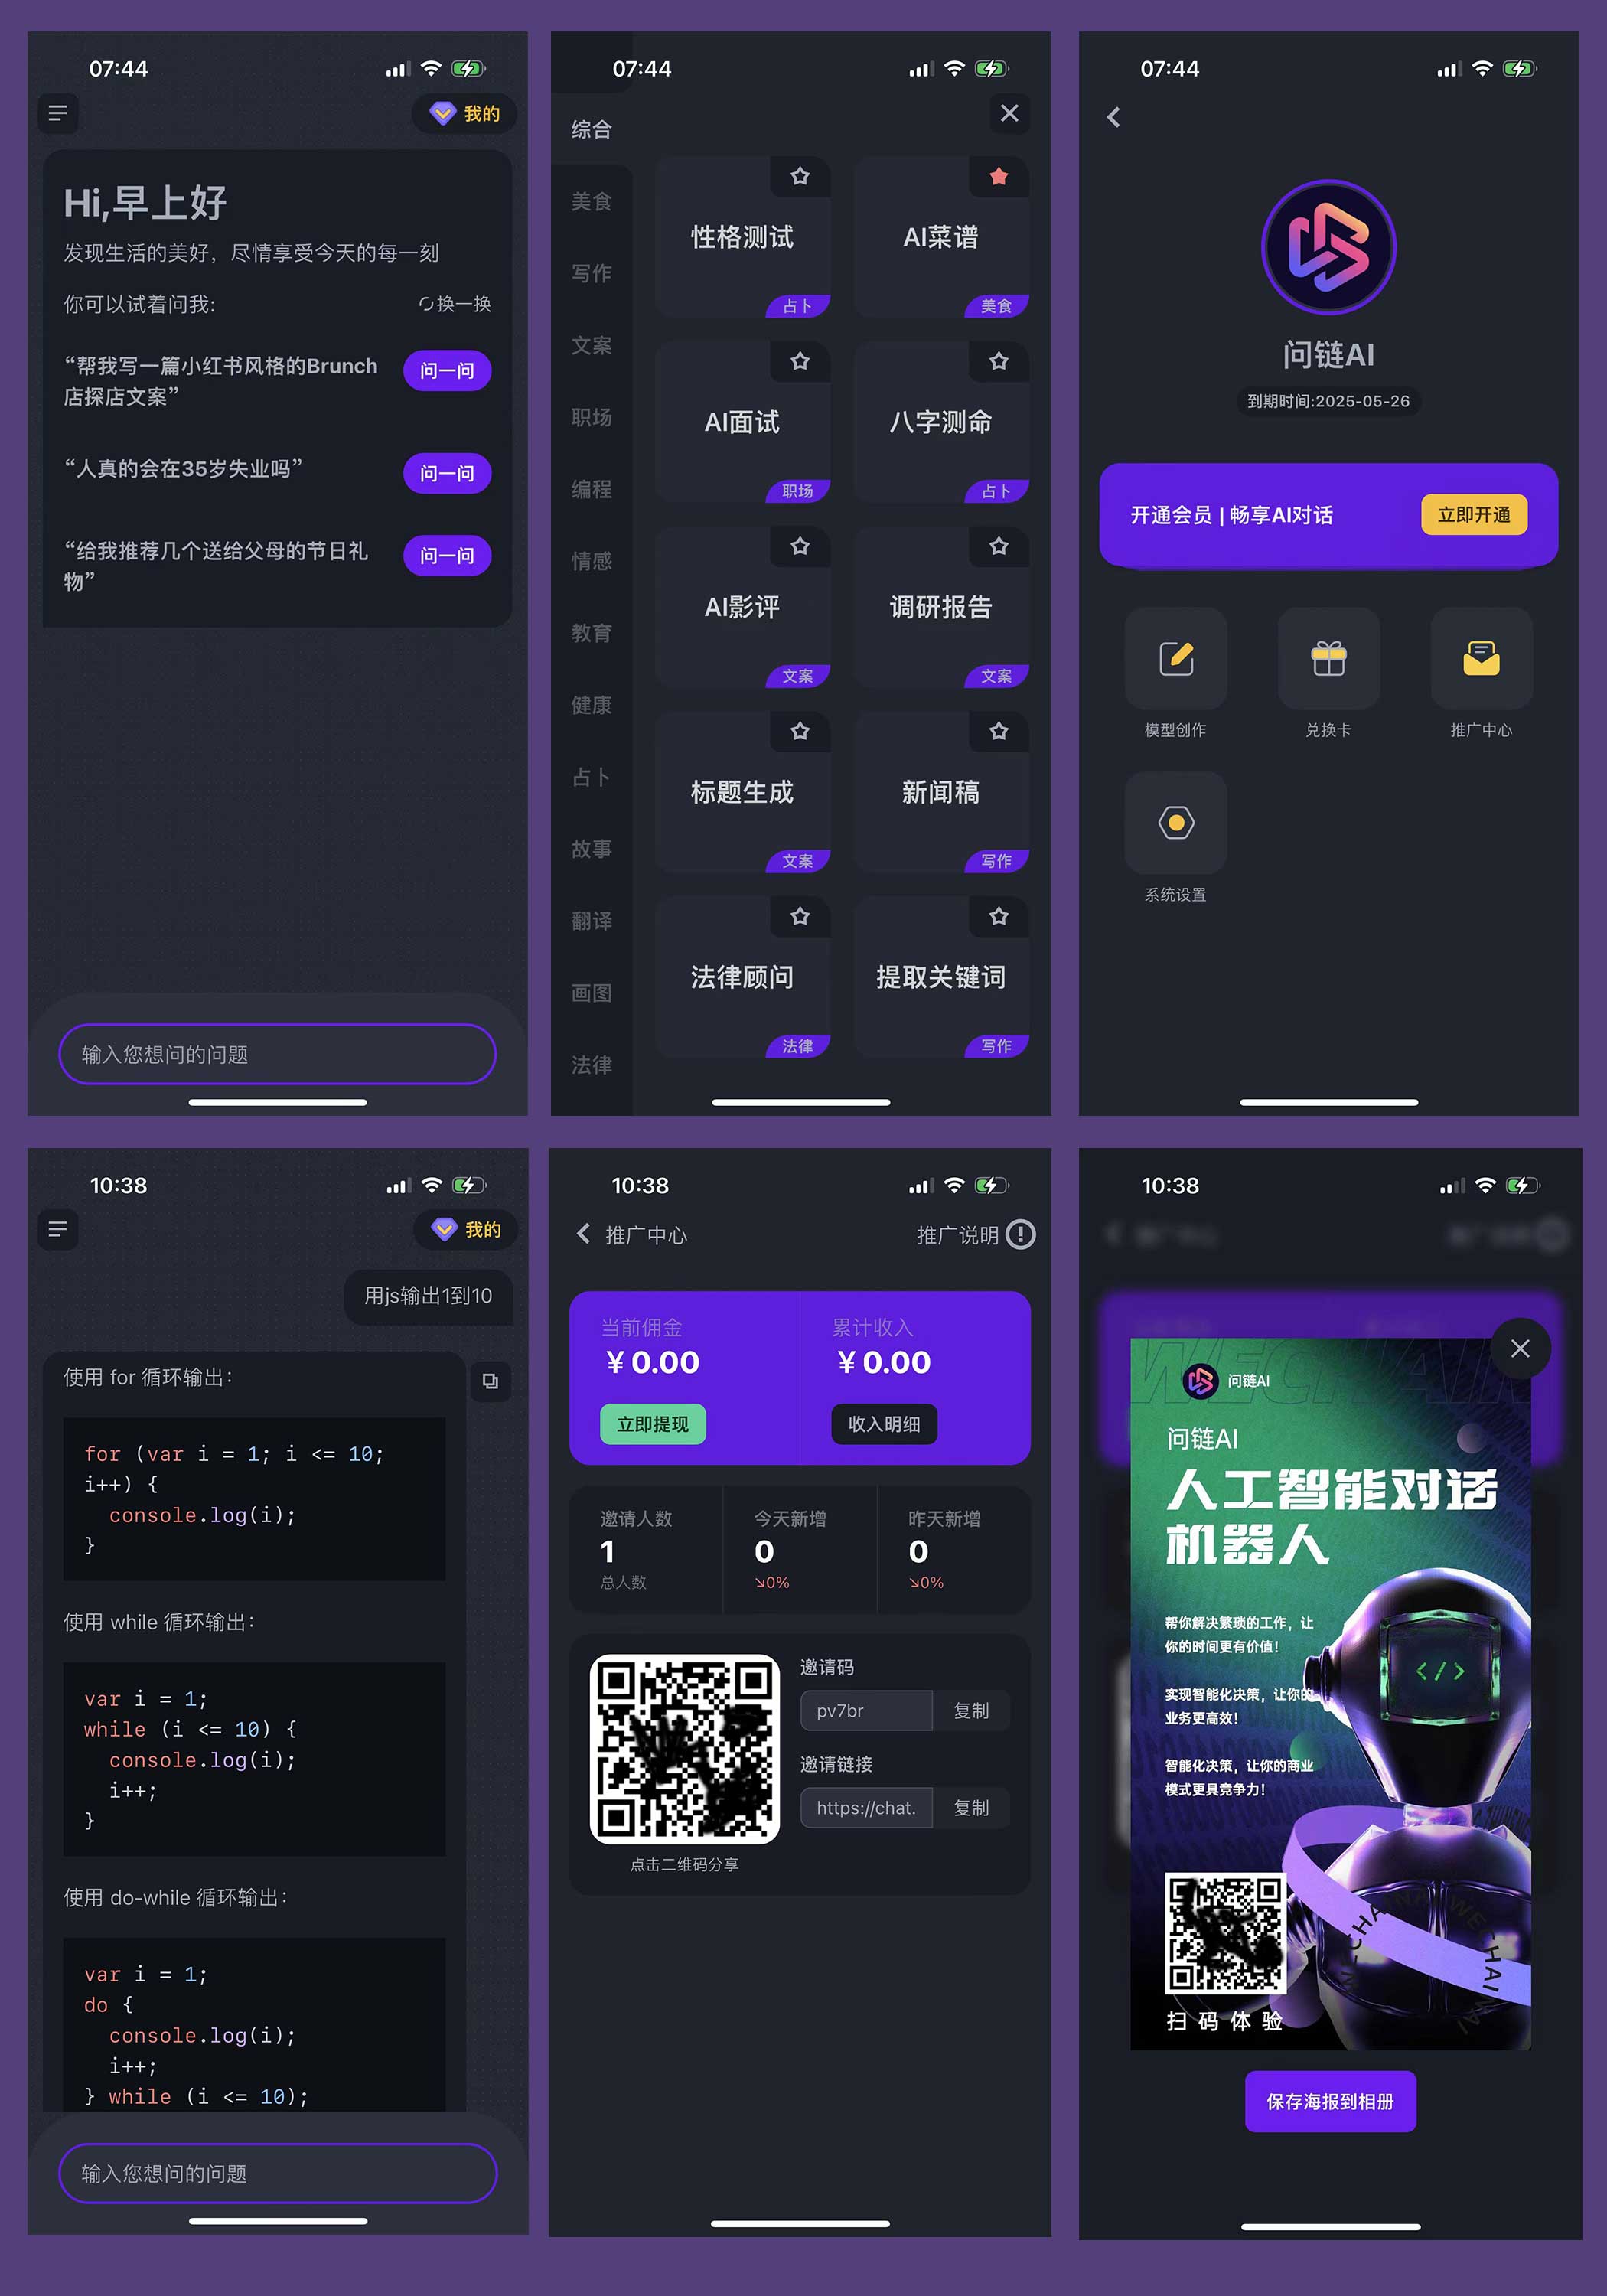 07:44
我的
Hi,早上好
发现生活的美好，尽情享受今天的每一刻
你可以试着问我:
换一换
“帮我写一篇小红书风格的Brunch
店探店文案”
问一问
“人真的会在35岁失业吗”
问一问
“给我推荐几个送给父母的节日礼
物”
问一问
输入您想问的问题
07:44
综合
美食
写作
文案
职场
编程
情感
教育
健康
占卜
故事
翻译
画图
法律
性格测试
占卜
AI菜谱
美食
AI面试
职场
八字测命
占卜
AI影评
文案
调研报告
文案
标题生成
文案
新闻稿
写作
法律顾问
法律
提取关键词
写作
07:44
问链AI
到期时间:2025-05-26
开通会员 | 畅享AI对话
立即开通
模型创作
兑换卡
推广中心
系统设置
10:38
我的
用js输出1到10
使用 for 循环输出：
for (var i = 1; i <= 10;
i++) {
console.log(i);
}
使用 while 循环输出：
var i = 1;
while (i <= 10) {
console.log(i);
i++;
}
使用 do-while 循环输出：
var i = 1;
do {
console.log(i);
i++;
} while (i <= 10);
输入您想问的问题
10:38
推广中心
推广说明
当前佣金
¥0.00
立即提现
累计收入
¥0.00
收入明细
邀请人数
1
总人数
今天新增
0
↘0%
昨天新增
0
↘0%
点击二维码分享
邀请码
pv7br
复制
邀请链接
https://chat.
复制
10:38
问链AI
问链AI
人工智能对话
机器人
帮你解决繁琐的工作，让
你的时间更有价值！
</>
实现智能化决策，让你的
业务更高效！
智能化决策，让你的商业
模式更具竞争力！
扫码体验
保存海报到相册